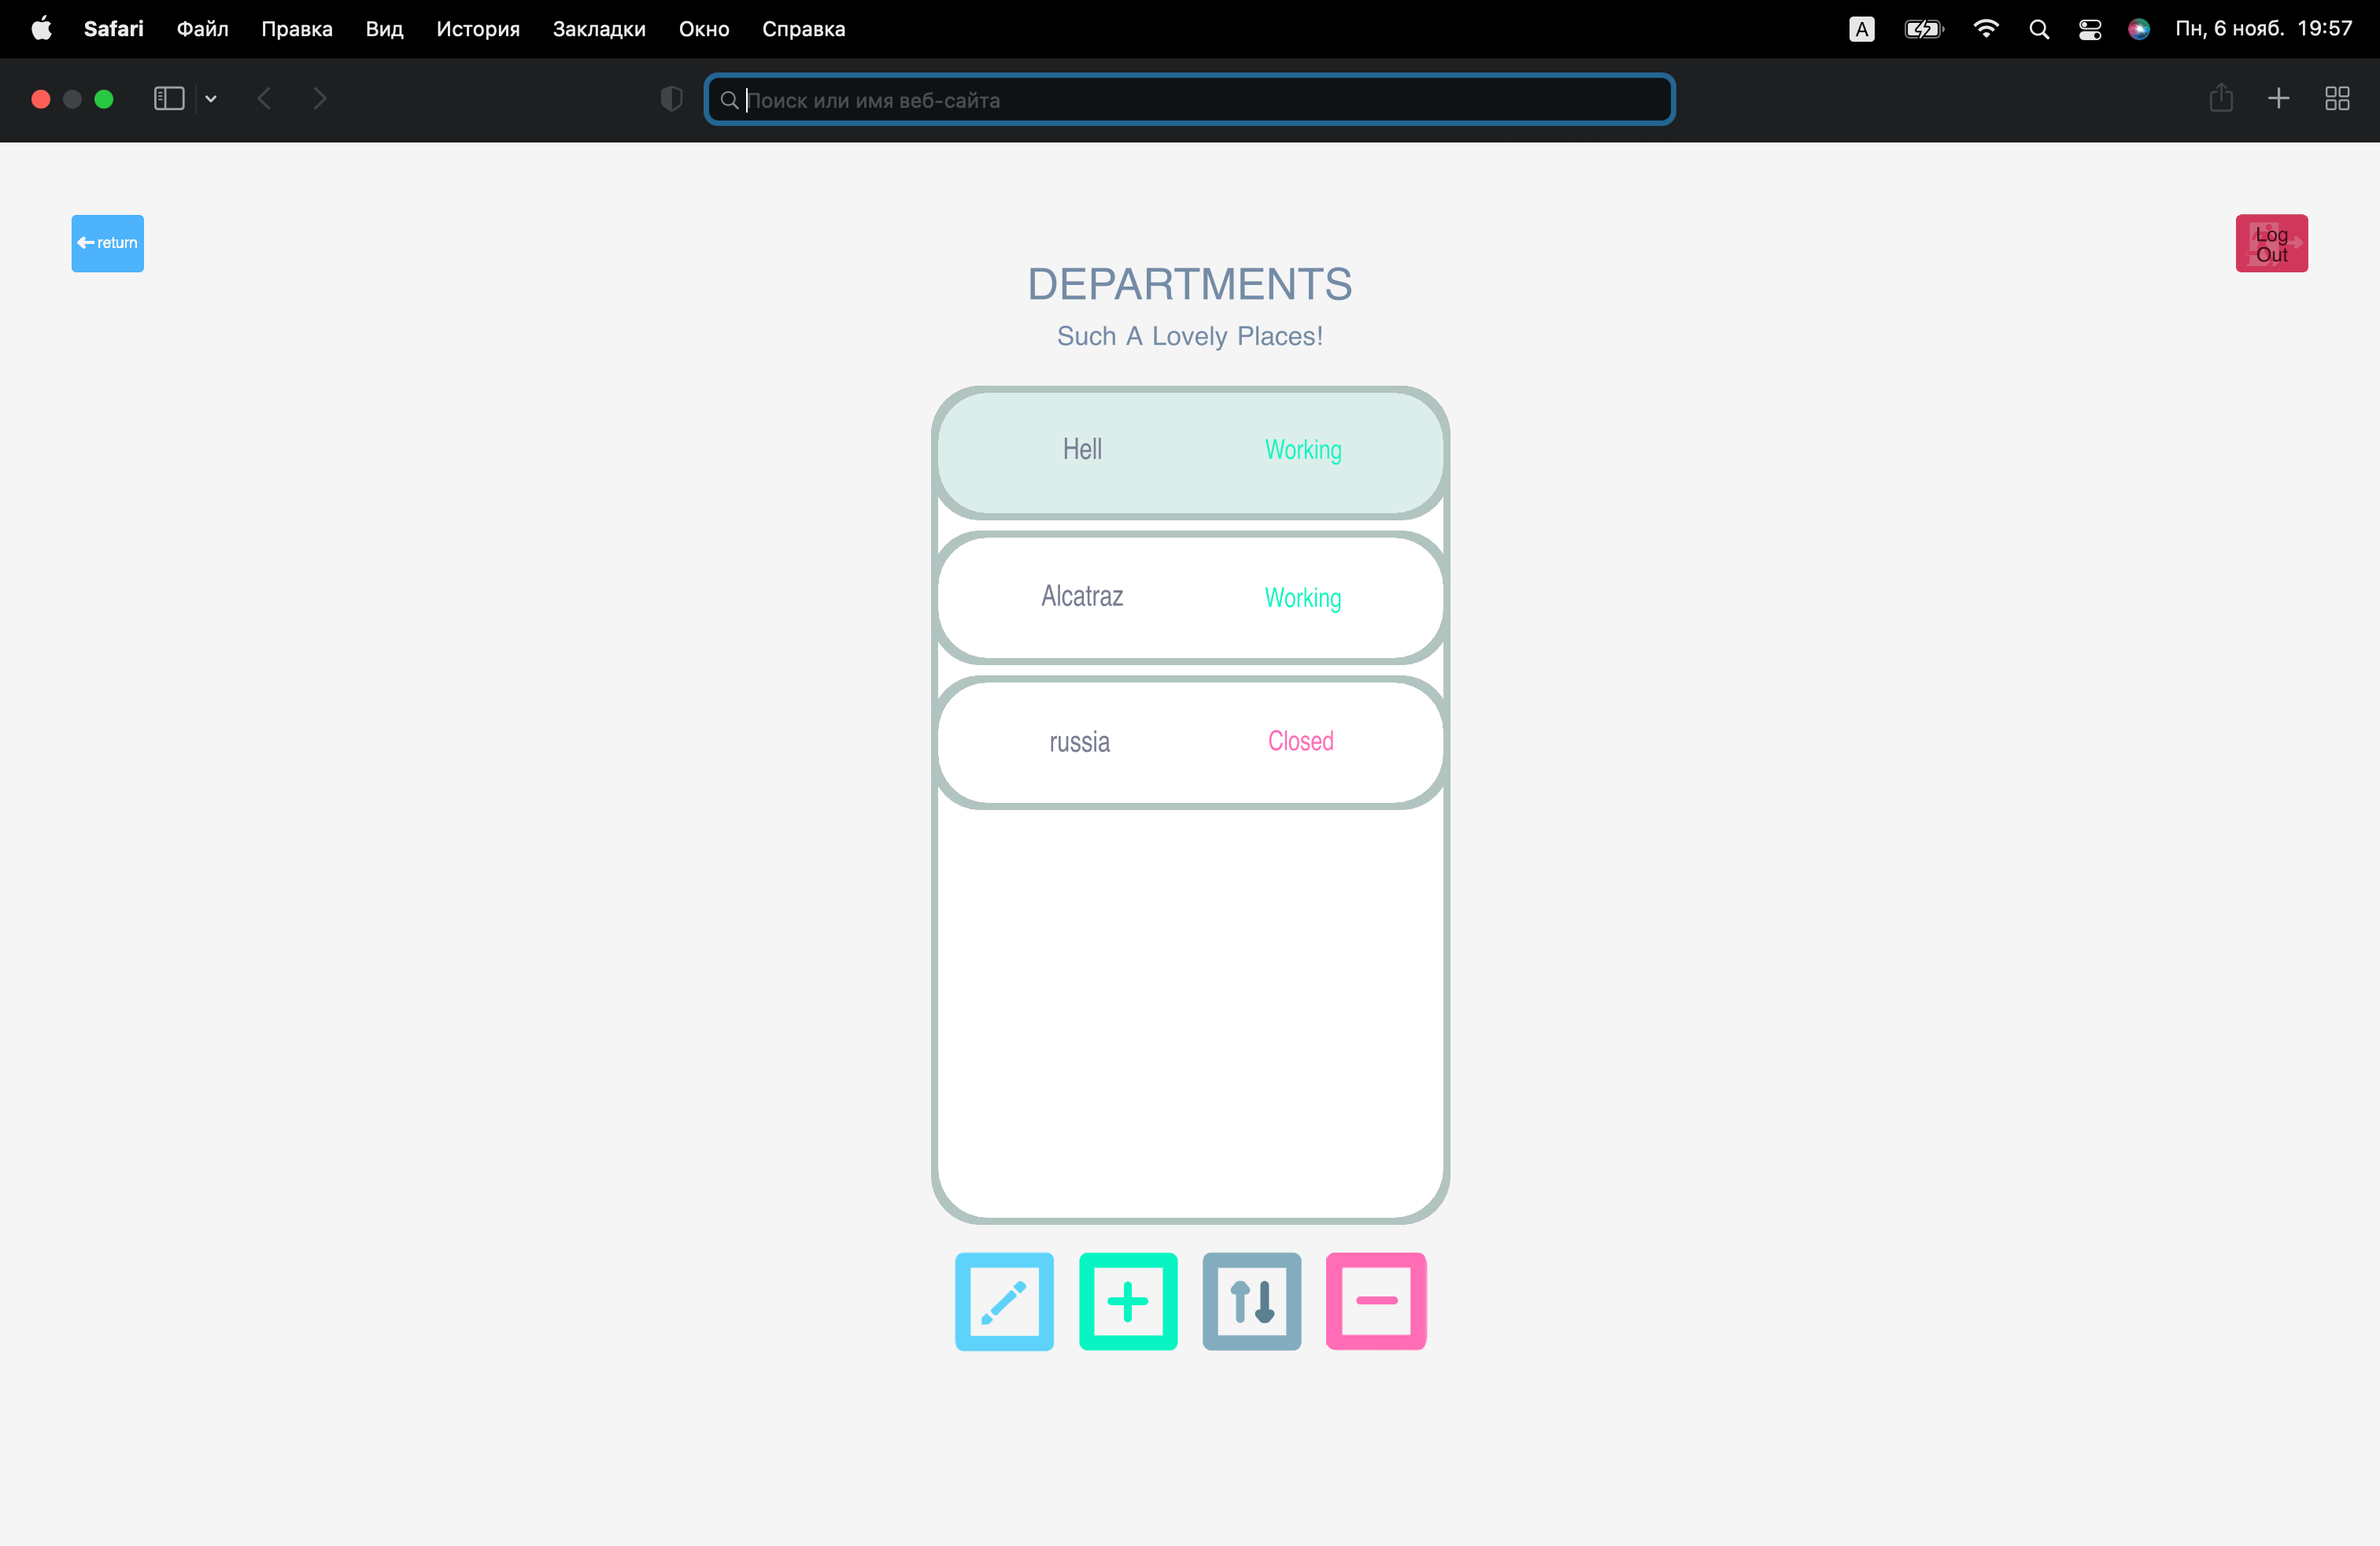 Safari Файл Правка Вид История Закладки Окно Справка A Пн, 6 нояб. 19:57
Поиск или имя веб-сайта
return
Log
Out
DEPARTMENTS
Such A Lovely Places!
Hell Working
Alcatraz Working
russia Closed